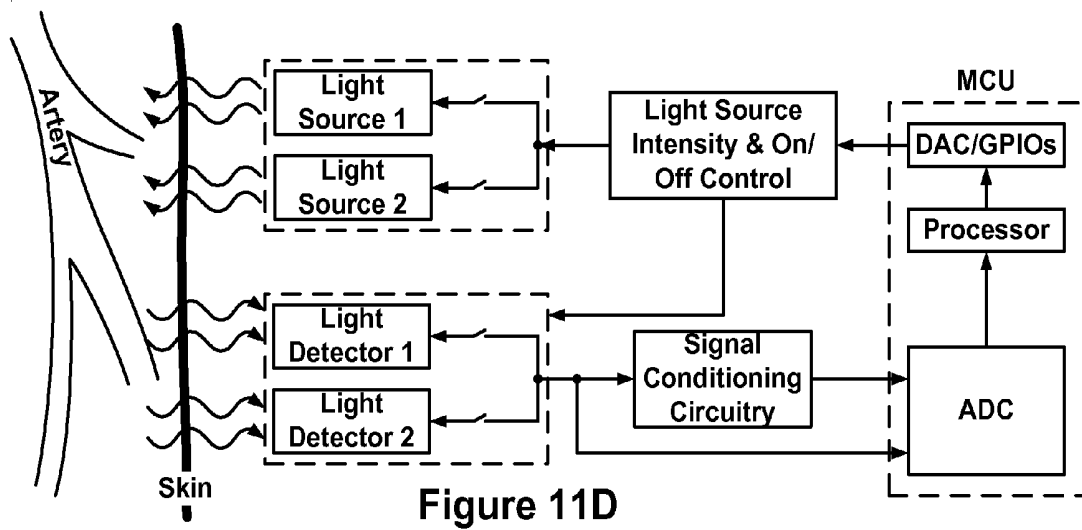 Artery
Light
Source 1
Light
Source 2
Light Source
Intensity & On/
Off Control
MCU
DAC/GPIOs
Processor
ADC
Light
Detector 1
Light
Detector 2
Signal
Conditioning
Circuitry
Skin
Figure 11D